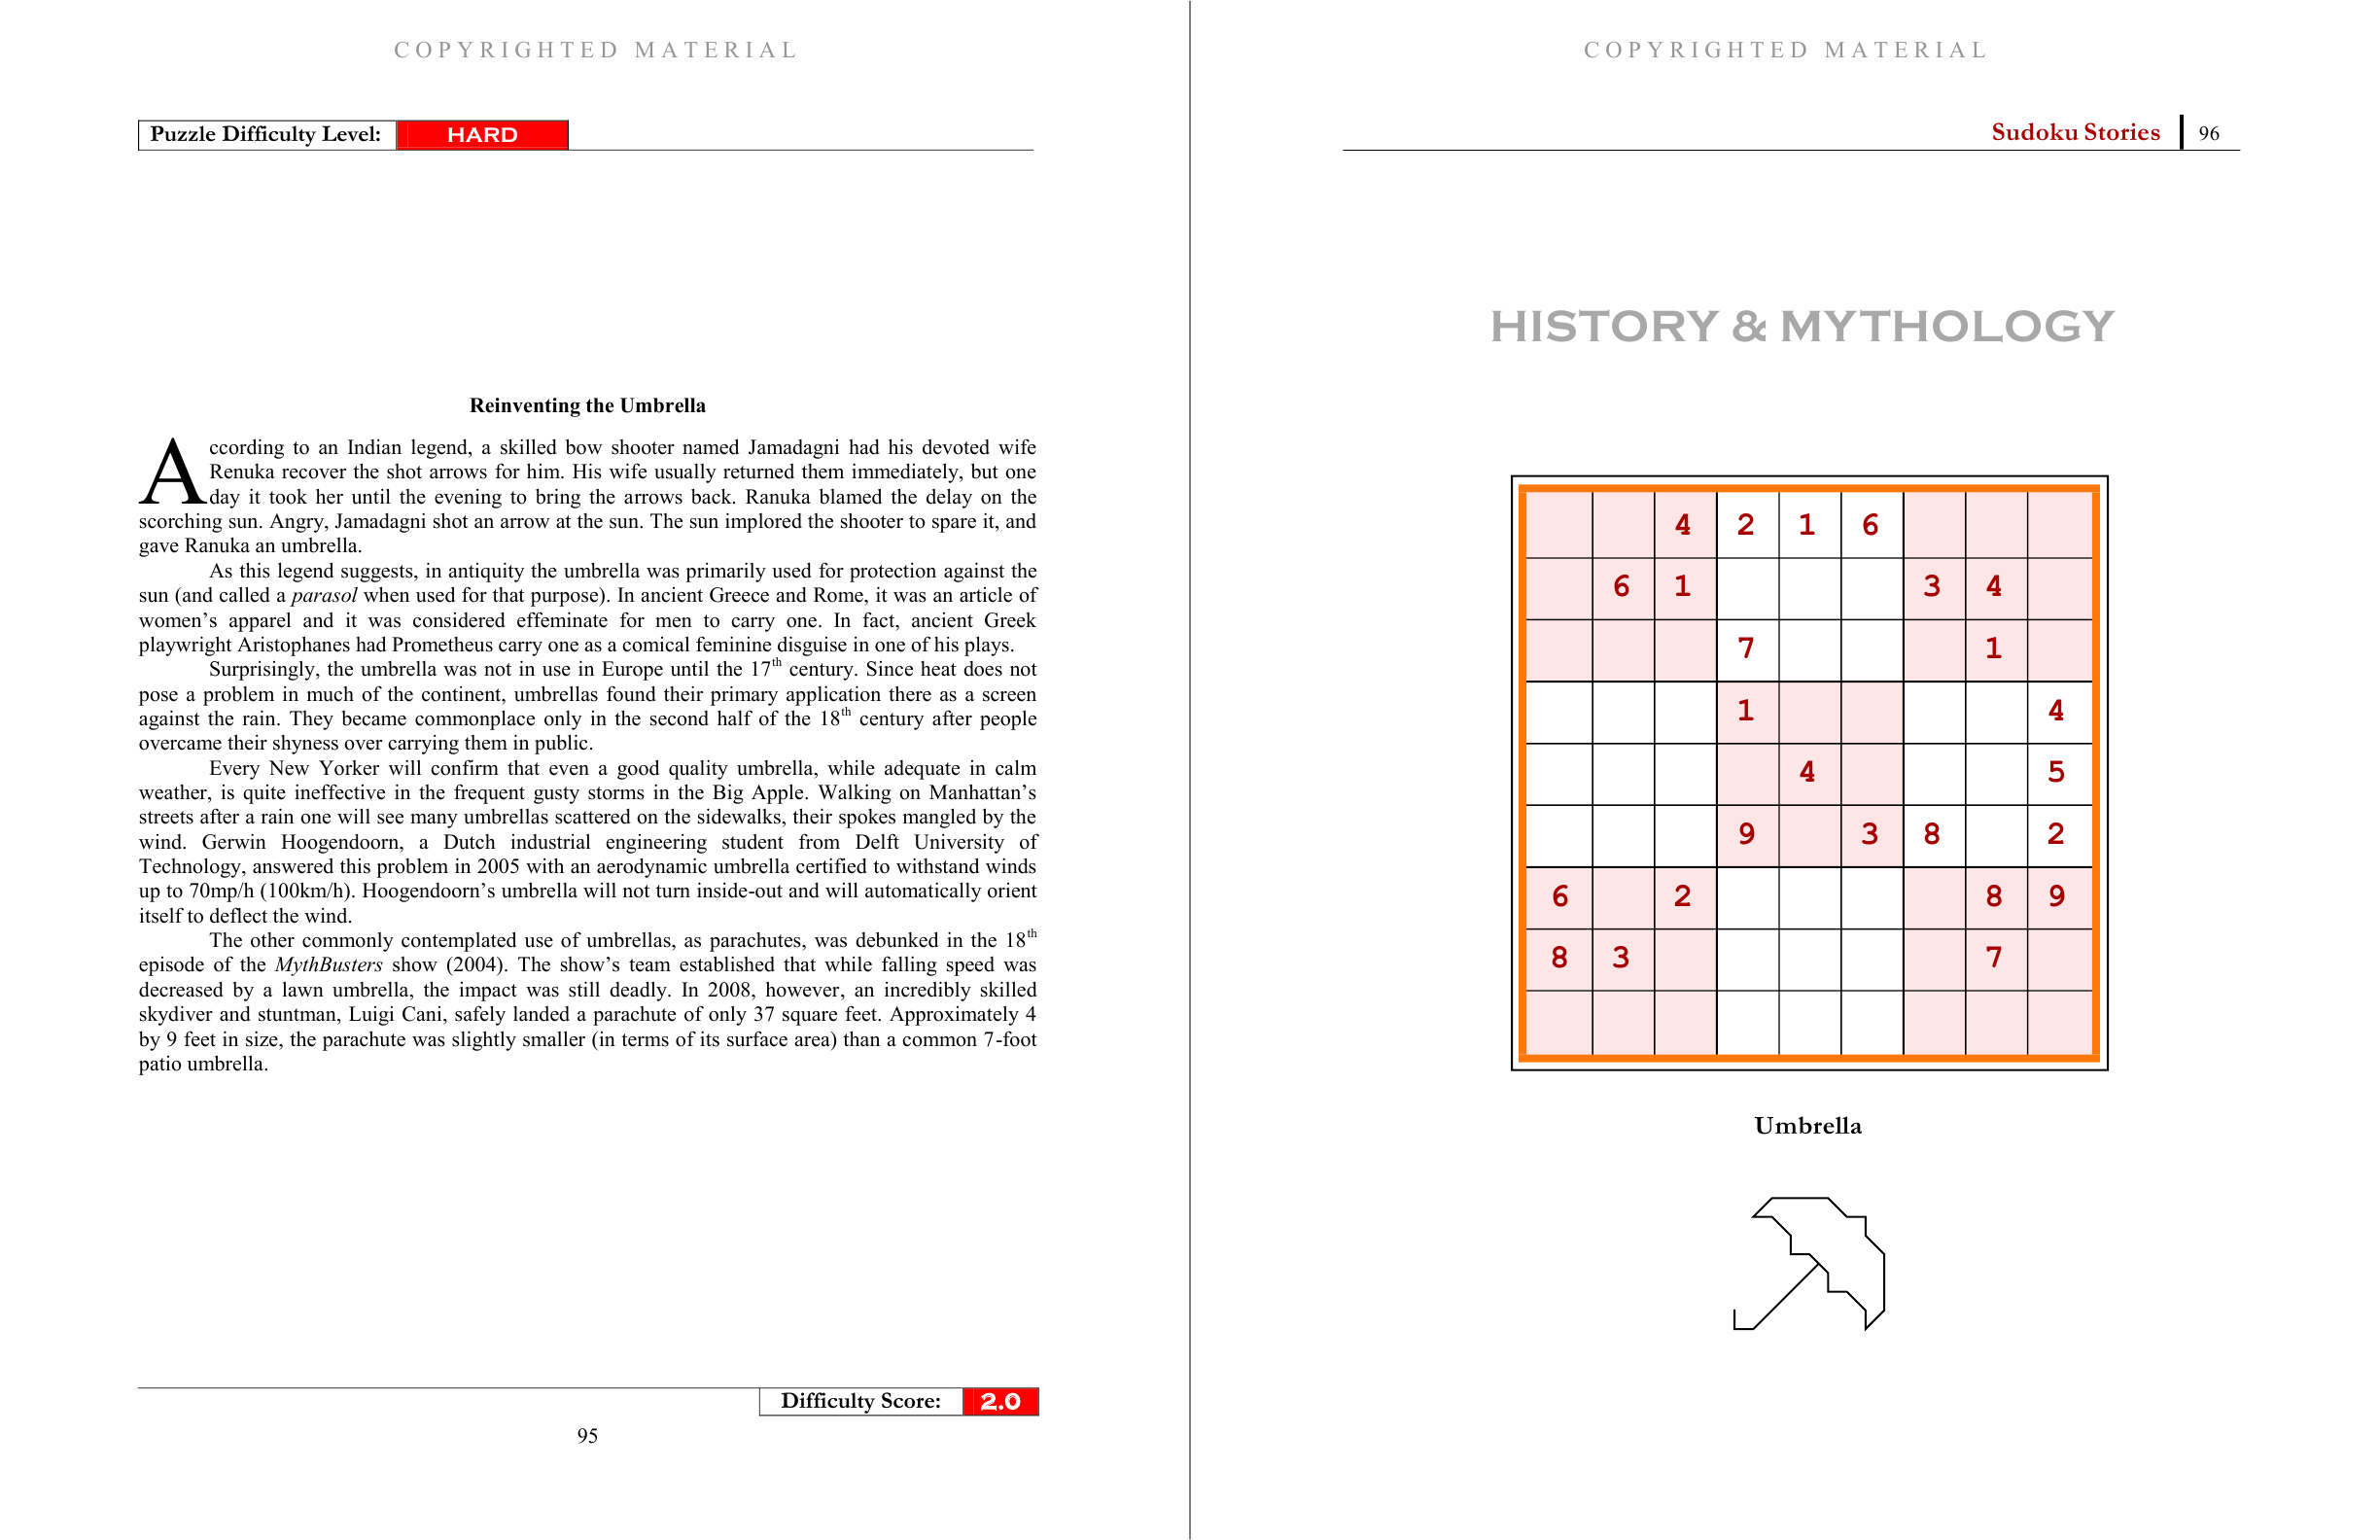 COPYRIGHTED MATERIAL
Puzzle Difficulty Level: HARD
Reinventing the Umbrella
According to an Indian legend, a skilled bow shooter named Jamadagni had his devoted wife
Renuka recover the shot arrows for him. His wife usually returned them immediately, but one
day it took her until the evening to bring the arrows back. Ranuka blamed the delay on the
scorching sun. Angry, Jamadagni shot an arrow at the sun. The sun implored the shooter to spare it, and
gave Ranuka an umbrella.
As this legend suggests, in antiquity the umbrella was primarily used for protection against the
sun (and called a parasol when used for that purpose). In ancient Greece and Rome, it was an article of
women's apparel and it was considered effeminate for men to carry one. In fact, ancient Greek
playwright Aristophanes had Prometheus carry one as a comical feminine disguise in one of his plays.
Surprisingly, the umbrella was not in use in Europe until the 17th century. Since heat does not
pose a problem in much of the continent, umbrellas found their primary application there as a screen
against the rain. They became commonplace only in the second half of the 18th century after people
overcame their shyness over carrying them in public.
Every New Yorker will confirm that even a good quality umbrella, while adequate in calm
weather, is quite ineffective in the frequent gusty storms in the Big Apple. Walking on Manhattan's
streets after a rain one will see many umbrellas scattered on the sidewalks, their spokes mangled by the
wind. Gerwin Hoogendoorn, a Dutch industrial engineering student from Delft University of
Technology, answered this problem in 2005 with an aerodynamic umbrella certified to withstand winds
up to 70mp/h (100km/h). Hoogendoorn's umbrella will not turn inside-out and will automatically orient
itself to deflect the wind.
The other commonly contemplated use of umbrellas, as parachutes, was debunked in the 18th
episode of the MythBusters show (2004). The show's team established that while falling speed was
decreased by a lawn umbrella, the impact was still deadly. In 2008, however, an incredibly skilled
skydiver and stuntman, Luigi Cani, safely landed a parachute of only 37 square feet. Approximately 4
by 9 feet in size, the parachute was slightly smaller (in terms of its surface area) than a common 7-foot
patio umbrella.
Difficulty Score: 2.0
95
COPYRIGHTED MATERIAL
Sudoku Stories 96
HISTORY & MYTHOLOGY
4 2 1 6
6 1 3 4
7 1
1 4
4 5
9 3 8 2
6 2 8 9
8 3 7
Umbrella